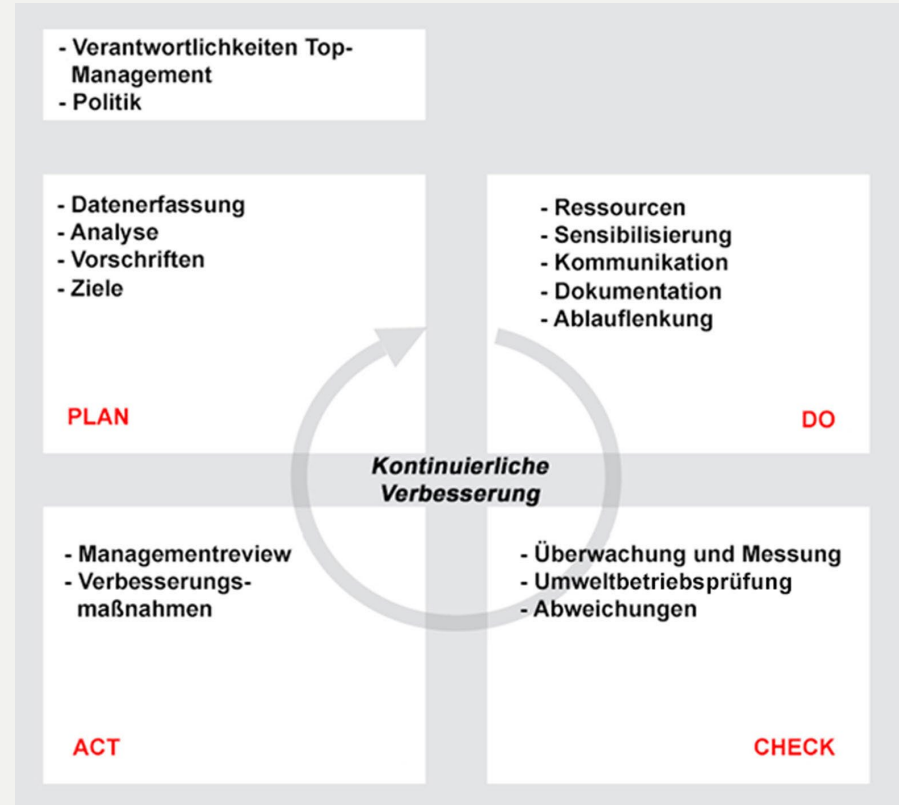 - Verantwortlichkeiten Top-
Management
- Politik
- Datenerfassung
- Analyse
- Vorschriften
- Ziele
PLAN
- Ressourcen
- Sensibilisierung
- Kommunikation
- Dokumentation
- Ablauflenkung
DO
Kontinuierliche
Verbesserung
- Managementreview
- Verbesserungs-
maßnahmen
ACT
- Überwachung und Messung
- Umweltbetriebsprüfung
- Abweichungen
CHECK